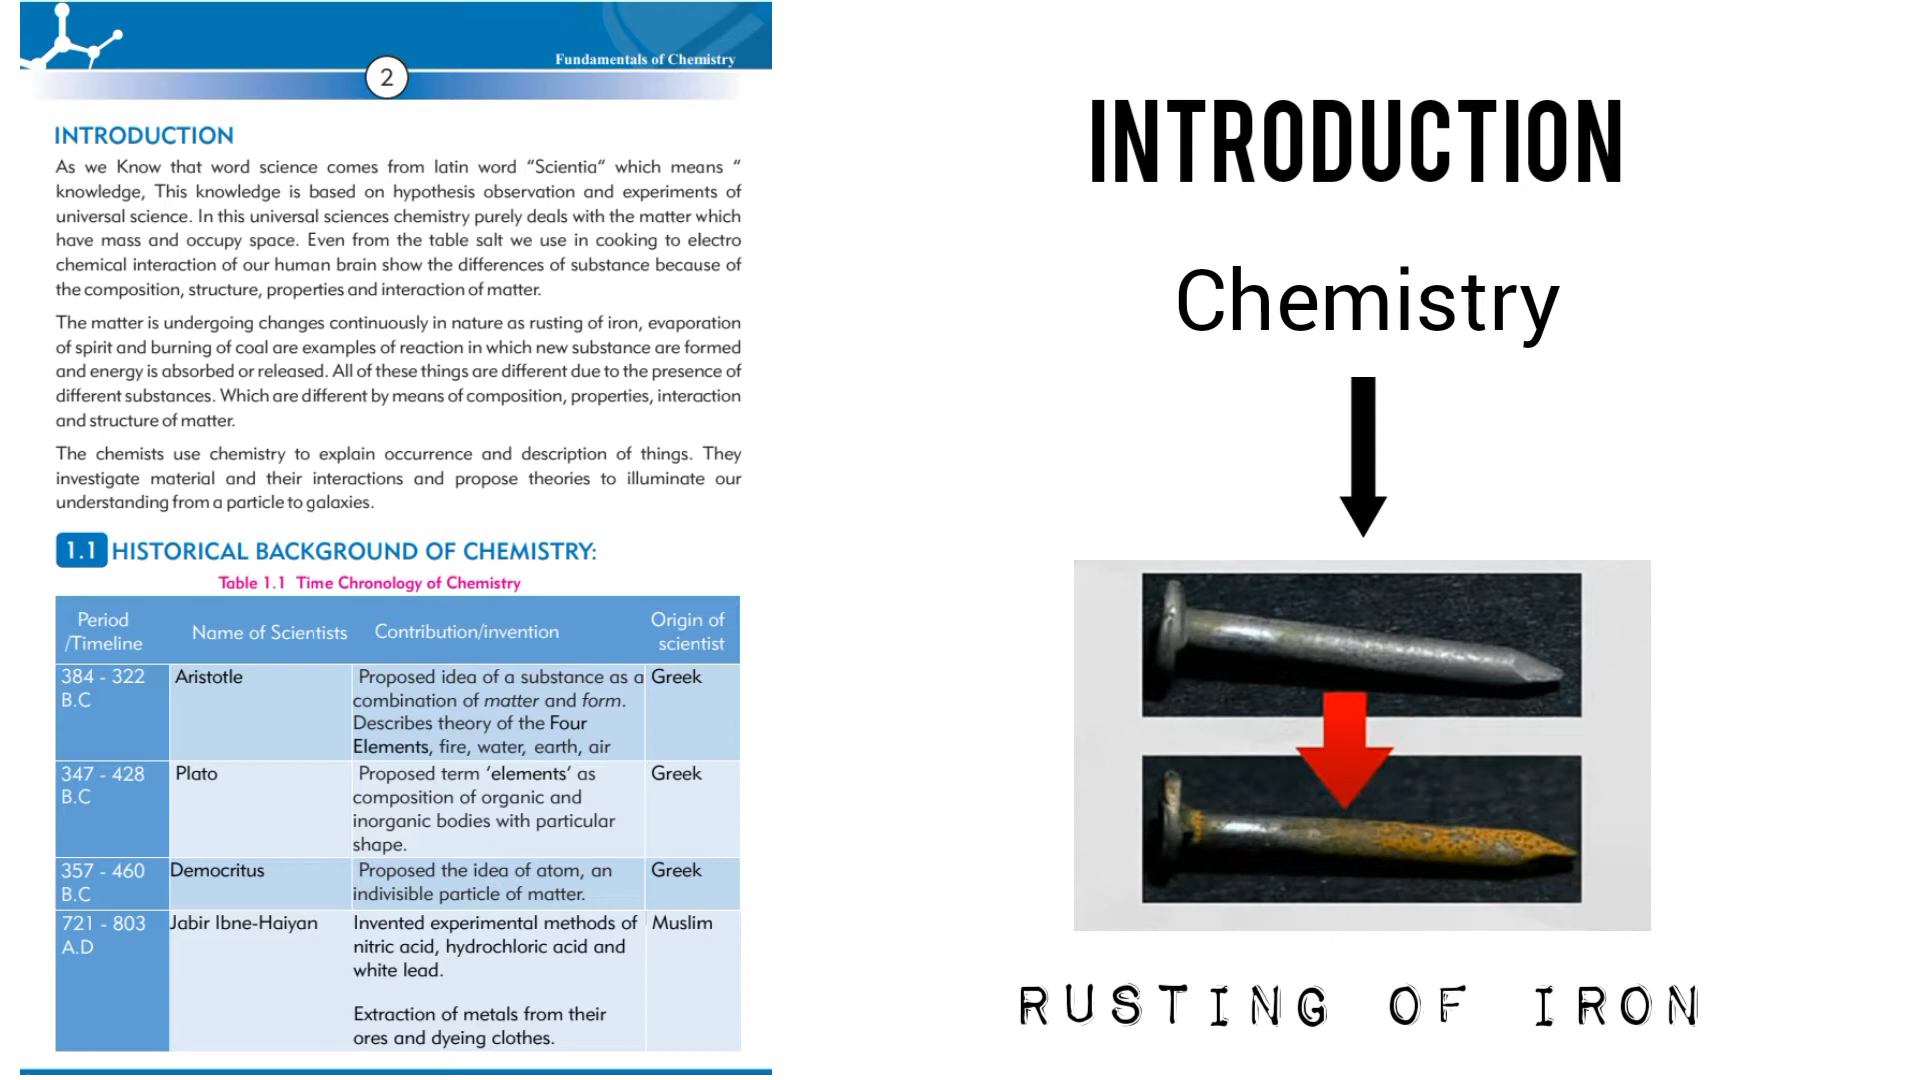 Fundamentals of Chemistry
2
INTRODUCTION
As we Know that word science comes from latin word “Scientia” which means “
knowledge, This knowledge is based on hypothesis observation and experiments of
universal science. In this universal sciences chemistry purely deals with the matter which
have mass and occupy space. Even from the table salt we use in cooking to electro
chemical interaction of our human brain show the differences of substance because of
the composition, structure, properties and interaction of matter.
The matter is undergoing changes continuously in nature as rusting of iron, evaporation
of spirit and burning of coal are examples of reaction in which new substance are formed
and energy is absorbed or released. All of these things are different due to the presence of
different substances. Which are different by means of composition, properties, interaction
and structure of matter.
The chemists use chemistry to explain occurrence and description of things. They
investigate material and their interactions and propose theories to illuminate our
understanding from a particle to galaxies.
1.1 HISTORICAL BACKGROUND OF CHEMISTRY:
Table 1.1 Time Chronology of Chemistry
Period
/Timeline
Name of Scientists
Contribution/invention
Origin of
scientist
384 - 322
B.C
Aristotle
Proposed idea of a substance as a
combination of matter and form.
Describes theory of the Four
Elements, fire, water, earth, air
Greek
347 - 428
B.C
Plato
Proposed term ‘elements’ as
composition of organic and
inorganic bodies with particular
shape.
Greek
357 - 460
B.C
Democritus
Proposed the idea of atom, an
indivisible particle of matter.
Greek
721 - 803
A.D
Jabir Ibne-Haiyan
Invented experimental methods of
nitric acid, hydrochloric acid and
white lead.
Extraction of metals from their
ores and dyeing clothes.
Muslim
INTRODUCTION
Chemistry
RUSTING OF IRON